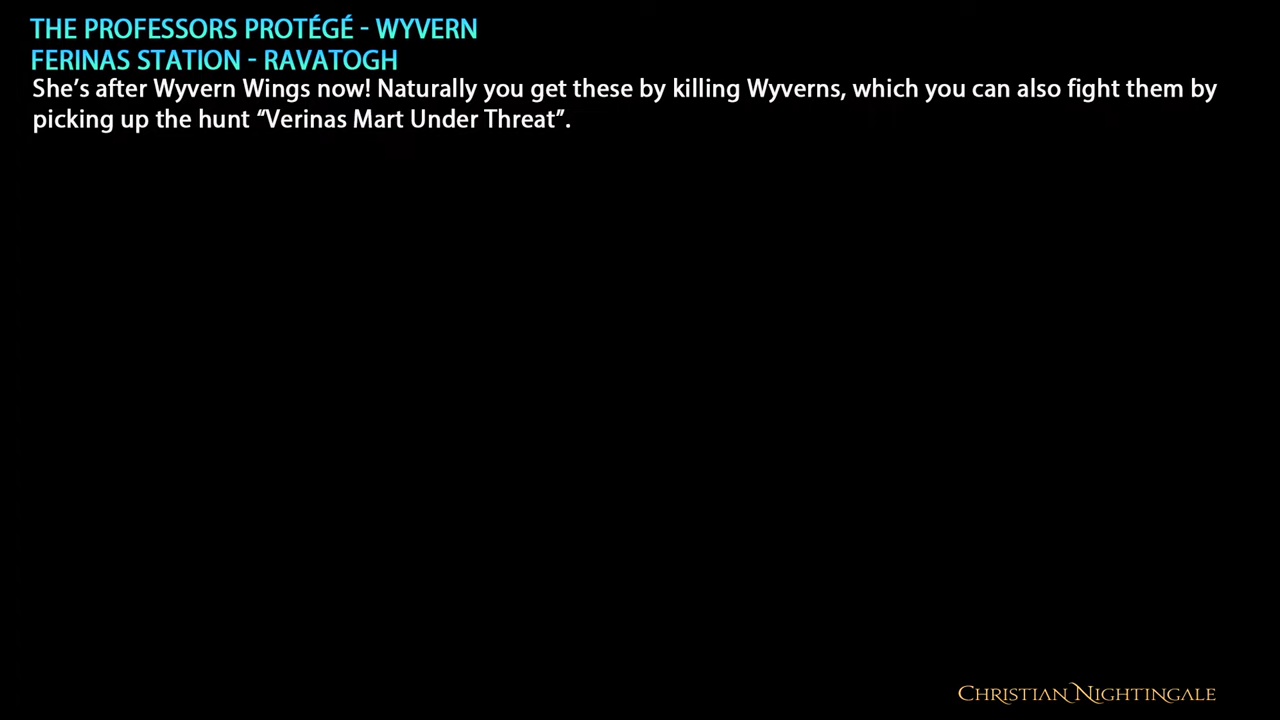 THE PROFESSORS PROTÉGÉ - WYVERN
FERINAS STATION - RAVATOGH
She's after Wyvern Wings now! Naturally you get these by killing Wyverns, which you can also fight them by
picking up the hunt “Verinas Mart Under Threat”.
CHRISTIAN NIGHTINGALE